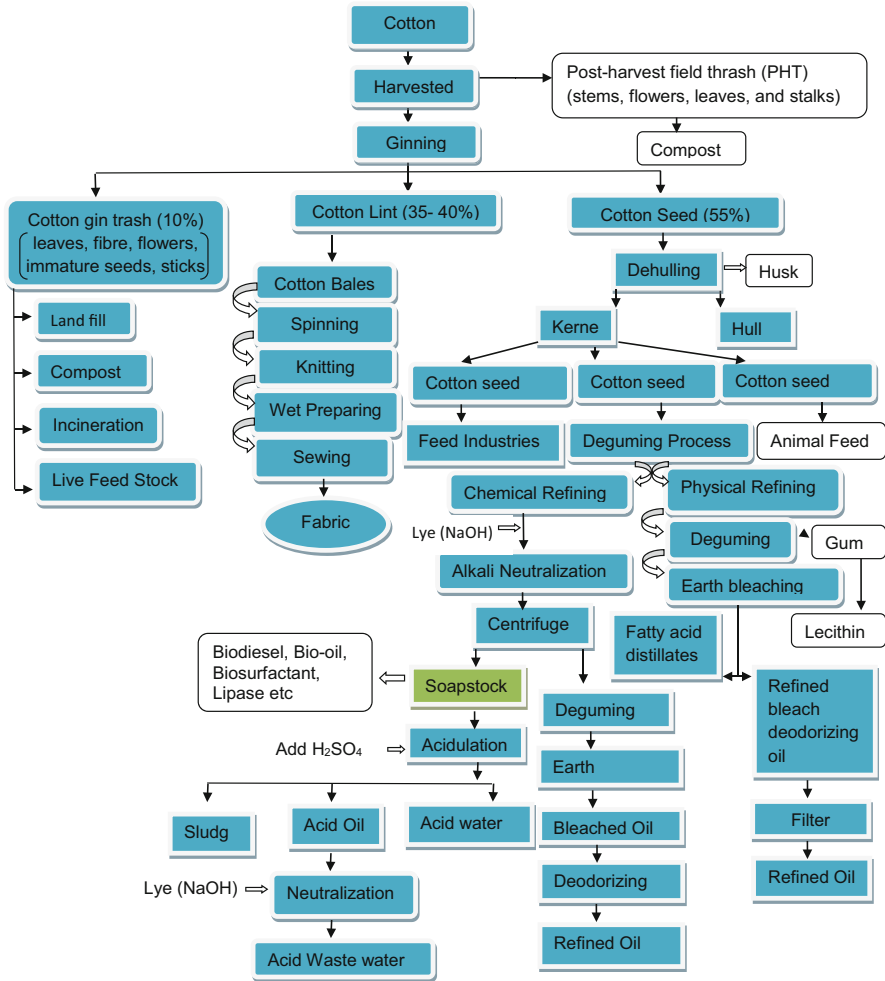 Cotton
Harvested
Post-harvest field thrash (PHT)
(stems, flowers, leaves, and stalks)
Ginning
Compost
Cotton gin trash (10%)
leaves, fibre, flowers,
immature seeds, sticks
Cotton Lint (35- 40%)
Cotton Seed (55%)
Dehulling
Husk
Cotton Bales
Land fill
Spinning
Kerne
Hull
Compost
Knitting
Cotton seed
Cotton seed
Cotton seed
Incineration
Wet Preparing
Feed Industries
Deguming Process
Animal Feed
Live Feed Stock
Sewing
Chemical Refining
Physical Refining
Fabric
Lye (NaOH)
Deguming
Gum
Alkali Neutralization
Earth bleaching
Centrifuge
Fatty acid
distillates
Lecithin
Biodiesel, Bio-oil,
Biosurfactant,
Lipase etc
Soapstock
Refined
bleach
deodorizing
oil
Deguming
Add H₂SO₄
Acidulation
Earth
Sludg
Acid Oil
Acid water
Bleached Oil
Filter
Lye (NaOH)
Neutralization
Deodorizing
Refined Oil
Acid Waste water
Refined Oil